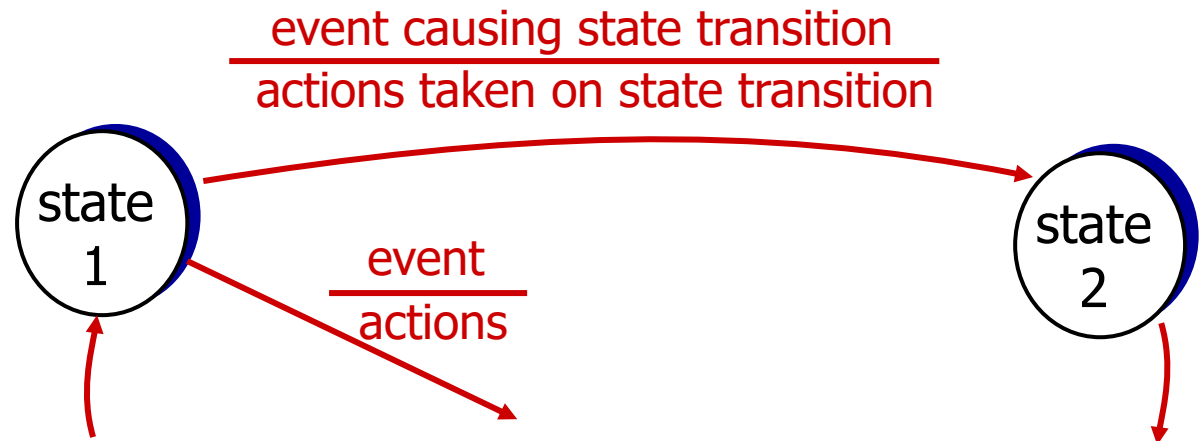 event causing state transition
actions taken on state transition
state
1
state
2
event
actions